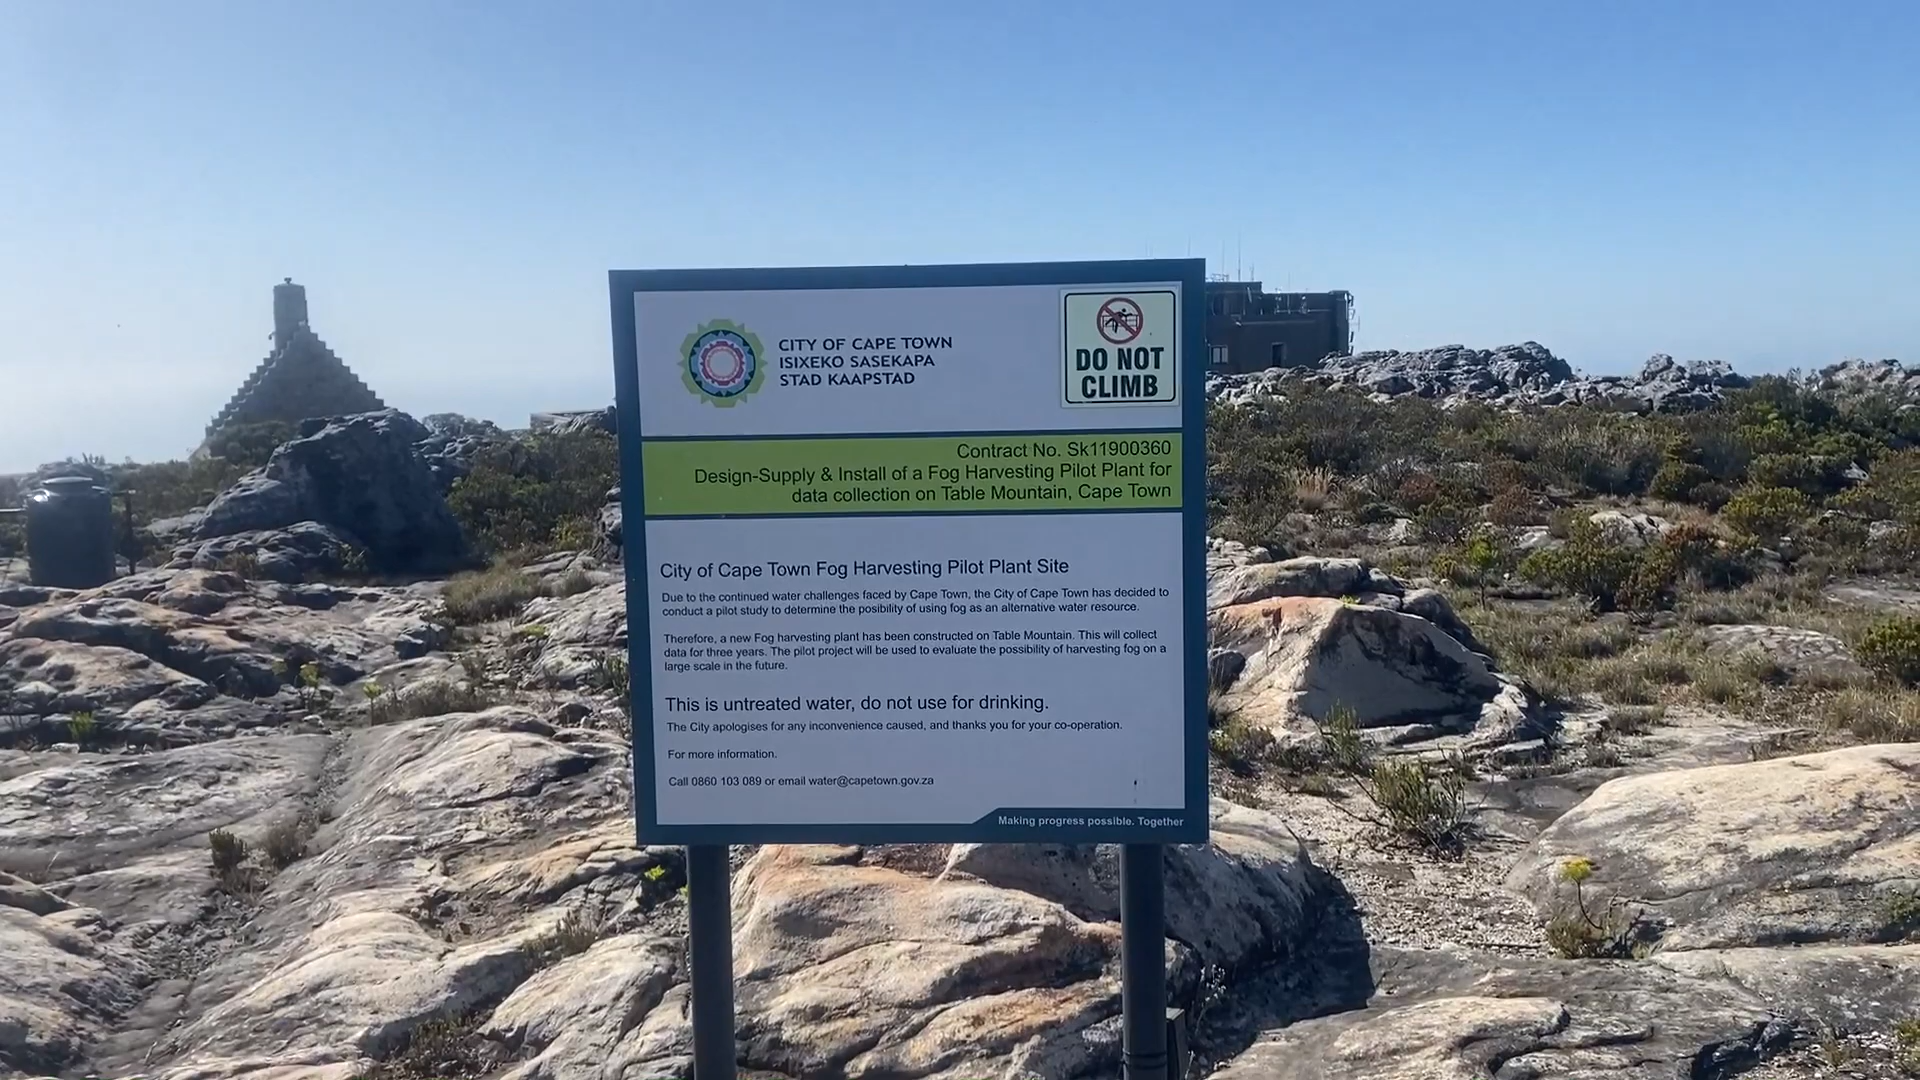 CITY OF CAPE TOWN
ISIXEKO SASEKAPA
STAD KAAPSTAD
DO NOT
CLIMB
Contract No. Sk11900360
Design-Supply & Install of a Fog Harvesting Pilot Plant for
data collection on Table Mountain, Cape Town
City of Cape Town Fog Harvesting Pilot Plant Site
Due to the continued water challenges faced by Cape Town, the City of Cape Town has decided to
conduct a pilot study to determine the posibility of using fog as an alternative water resource.
Therefore, a new Fog harvesting plant has been constructed on Table Mountain. This will collect
data for three years. The pilot project will be used to evaluate the possibility of harvesting fog on a
large scale in the future.
This is untreated water, do not use for drinking.
The City apologises for any inconvenience caused, and thanks you for your co-operation.
For more information.
Call 0860 103 089 or email water@capetown.gov.za
Making progress possible. Together